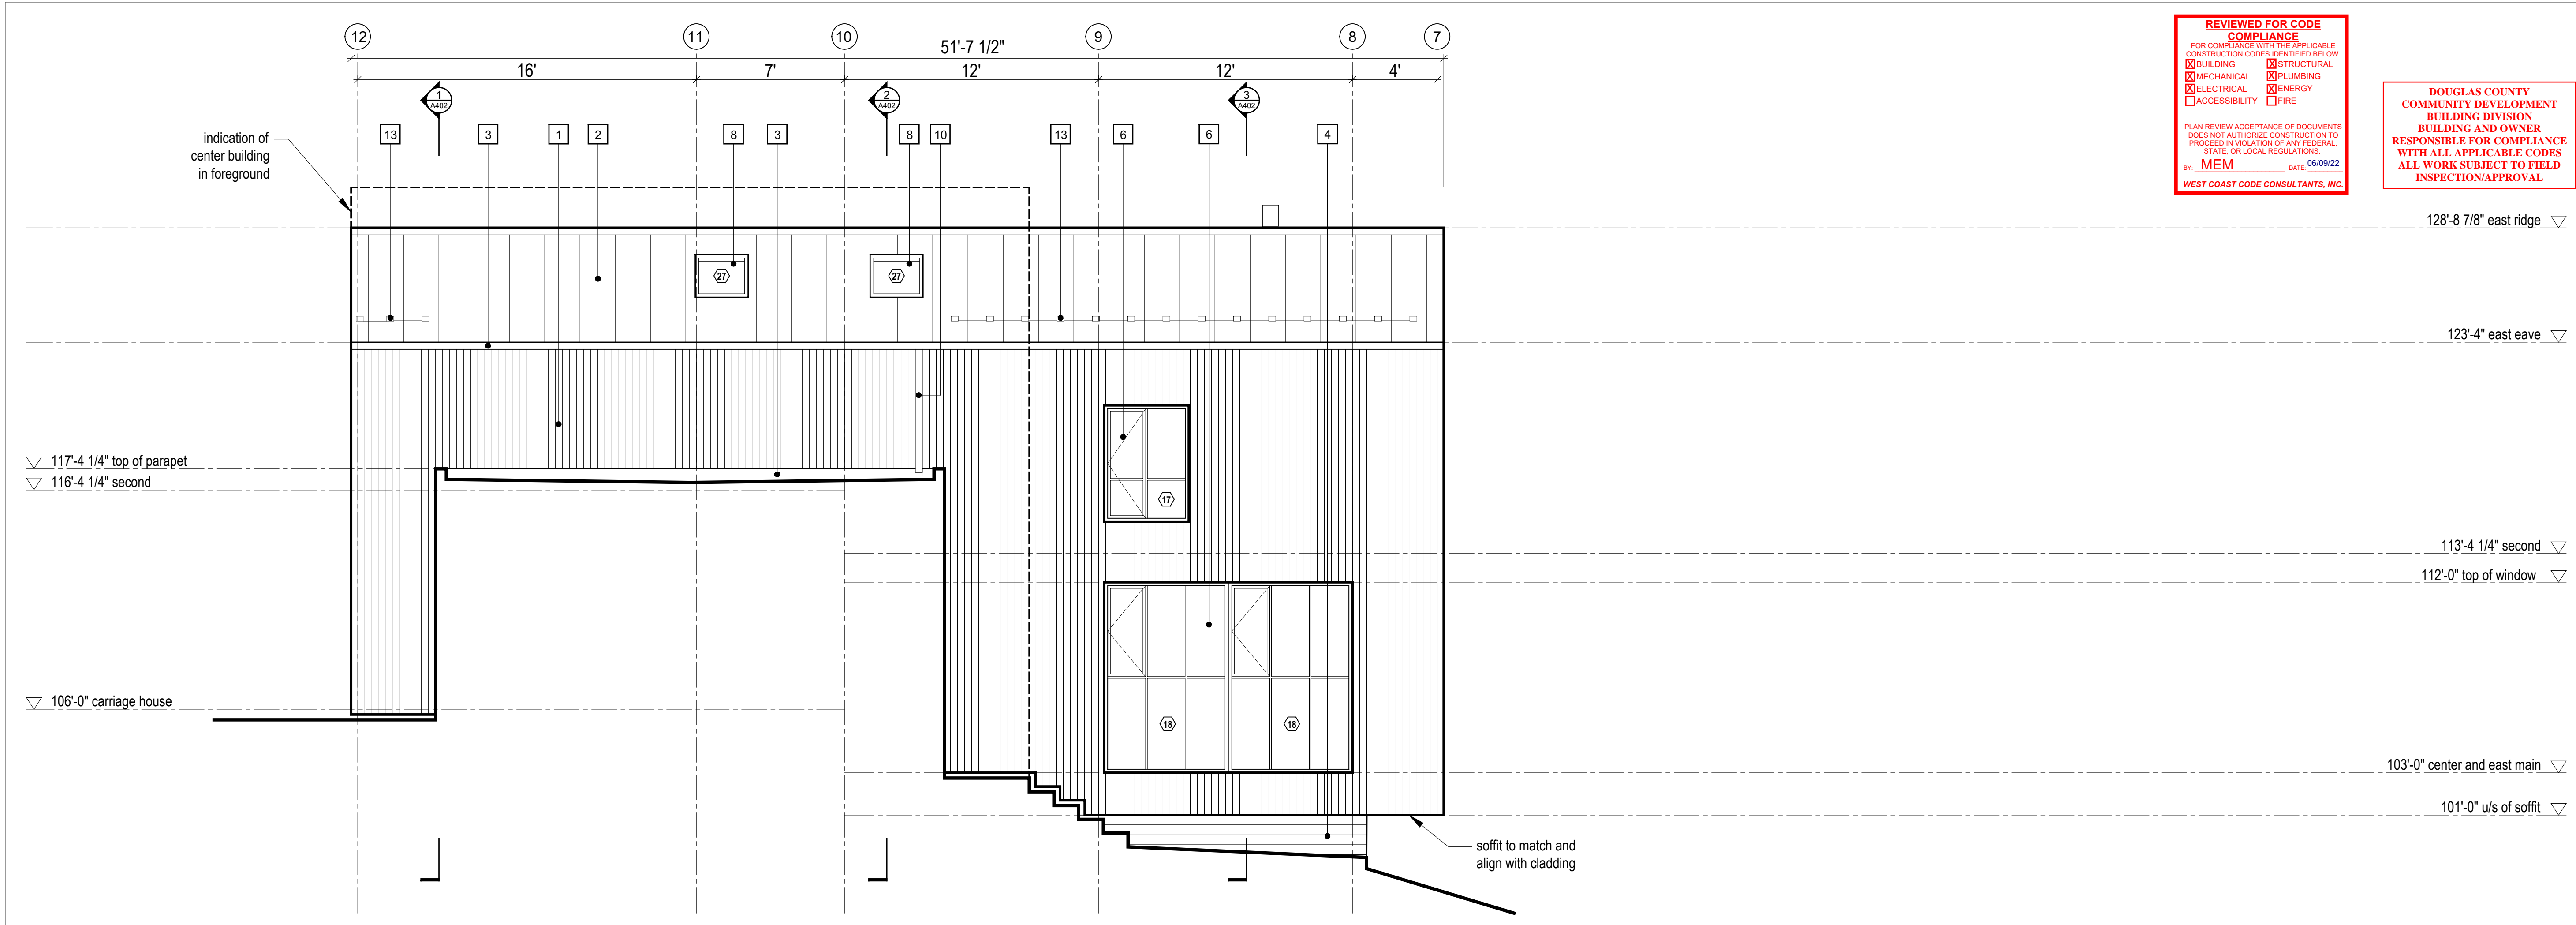 12
11
10
9
8
7
51'-7 1/2"
16'
7'
12'
12'
4'
1
A402
2
A402
3
A402
13
3
1
2
8
3
8
10
13
6
6
4
indication of
center building
in foreground
REVIEWED FOR CODE
COMPLIANCE
FOR COMPLIANCE WITH THE APPLICABLE
CONSTRUCTION CODES IDENTIFIED BELOW.
X BUILDING X STRUCTURAL
X MECHANICAL X PLUMBING
X ELECTRICAL X ENERGY
ACCESSIBILITY FIRE
PLAN REVIEW ACCEPTANCE OF DOCUMENTS
DOES NOT AUTHORIZE CONSTRUCTION TO
PROCEED IN VIOLATION OF ANY FEDERAL,
STATE, OR LOCAL REGULATIONS.
BY: MEM DATE: 06/09/22
WEST COAST CODE CONSULTANTS, INC.
DOUGLAS COUNTY
COMMUNITY DEVELOPMENT
BUILDING DIVISION
BUILDING AND OWNER
RESPONSIBLE FOR COMPLIANCE
WITH ALL APPLICABLE CODES
ALL WORK SUBJECT TO FIELD
INSPECTION/APPROVAL
128'-8 7/8" east ridge
27
27
123'-4" east eave
117'-4 1/4" top of parapet
116'-4 1/4" second
17
113'-4 1/4" second
112'-0" top of window
106'-0" carriage house
18
18
103'-0" center and east main
101'-0" u/s of soffit
soffit to match and
align with cladding